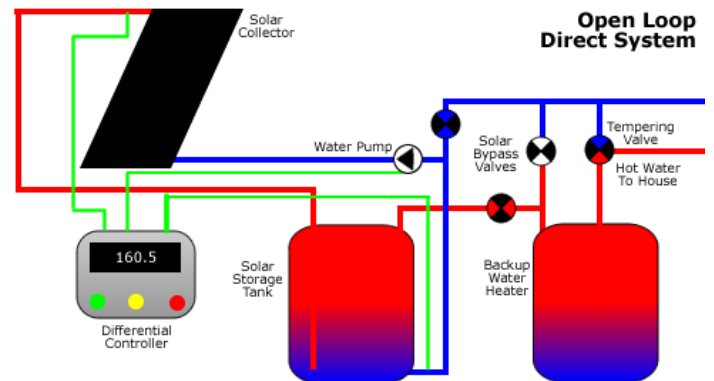 Solar
Collector
Open Loop
Direct System
Water Pump
Solar
Bypass
Valves
Tempering
Valve
Hot Water
To House
160.5
Solar
Storage
Tank
Backup
Water
Heater
Differential
Controller